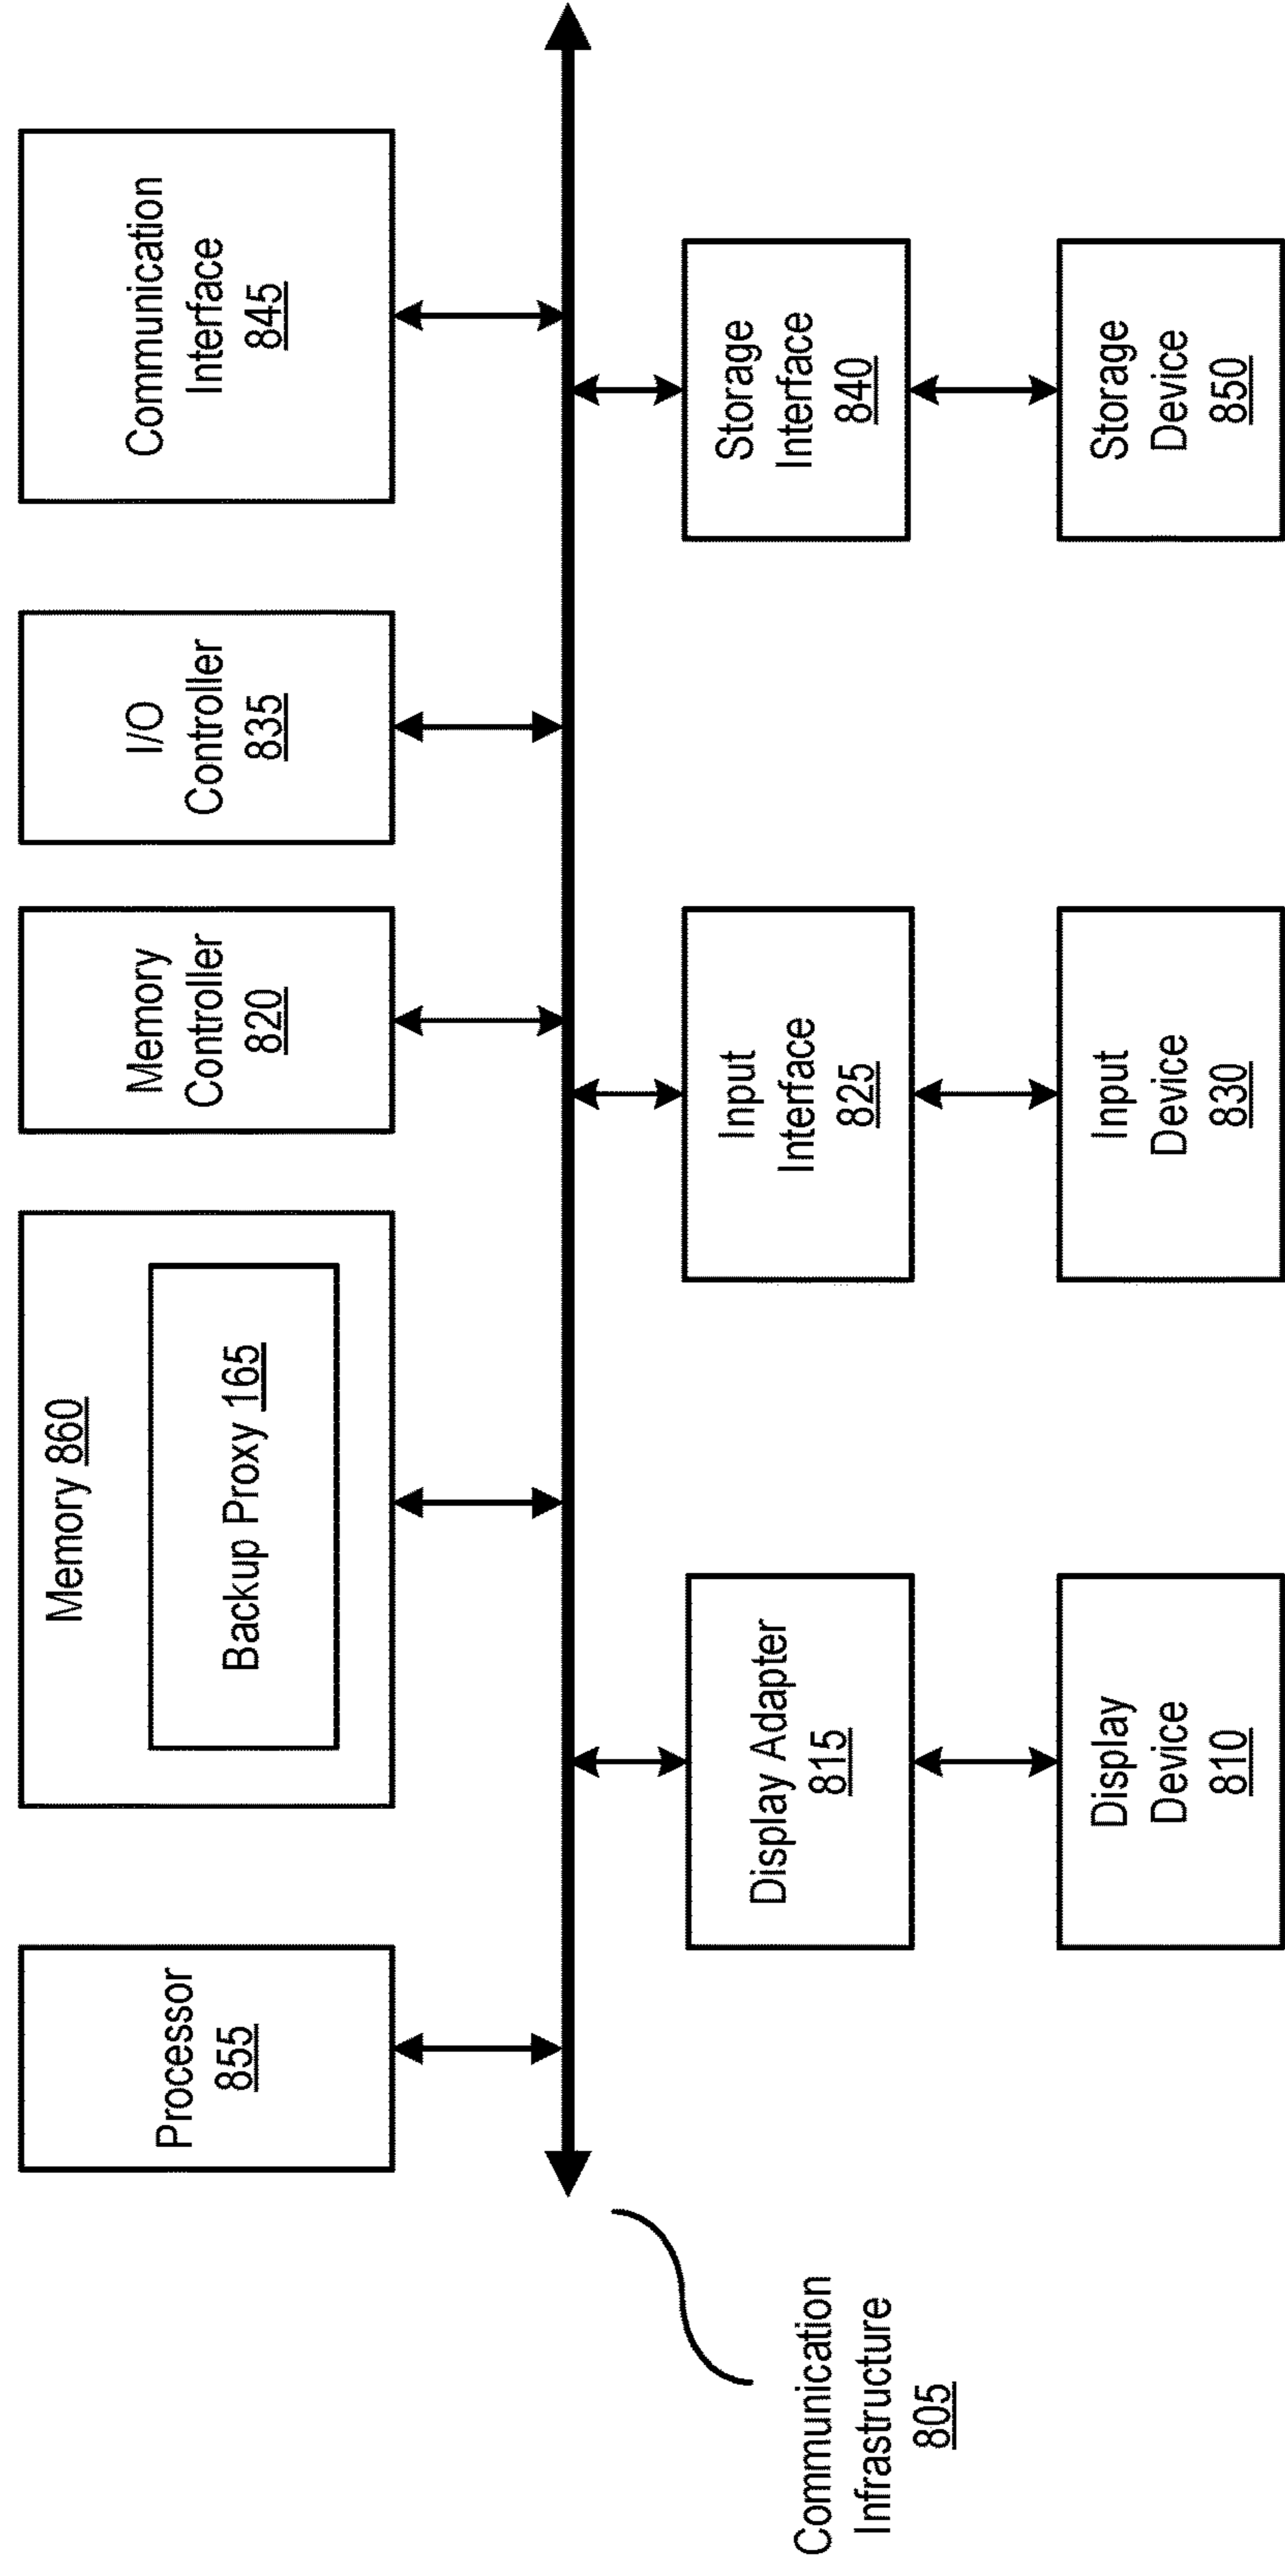 Processor
855
Memory 860
Backup Proxy 165
Memory
Controller
820
I/O
Controller
835
Communication
Interface
845
Communication
Infrastructure
805
Display Adapter
815
Input
Interface
825
Storage
Interface
840
Display
Device
810
Input
Device
830
Storage
Device
850